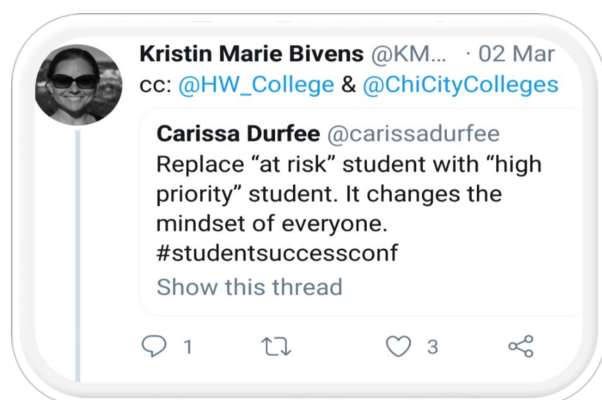 Kristin Marie Bivens @KM... · 02 Mar
cc: @HW_College & @ChiCityColleges
Carissa Durfee @carissadurfee
Replace “at risk” student with “high
priority” student. It changes the
mindset of everyone.
#studentsuccessconf
Show this thread
1 3